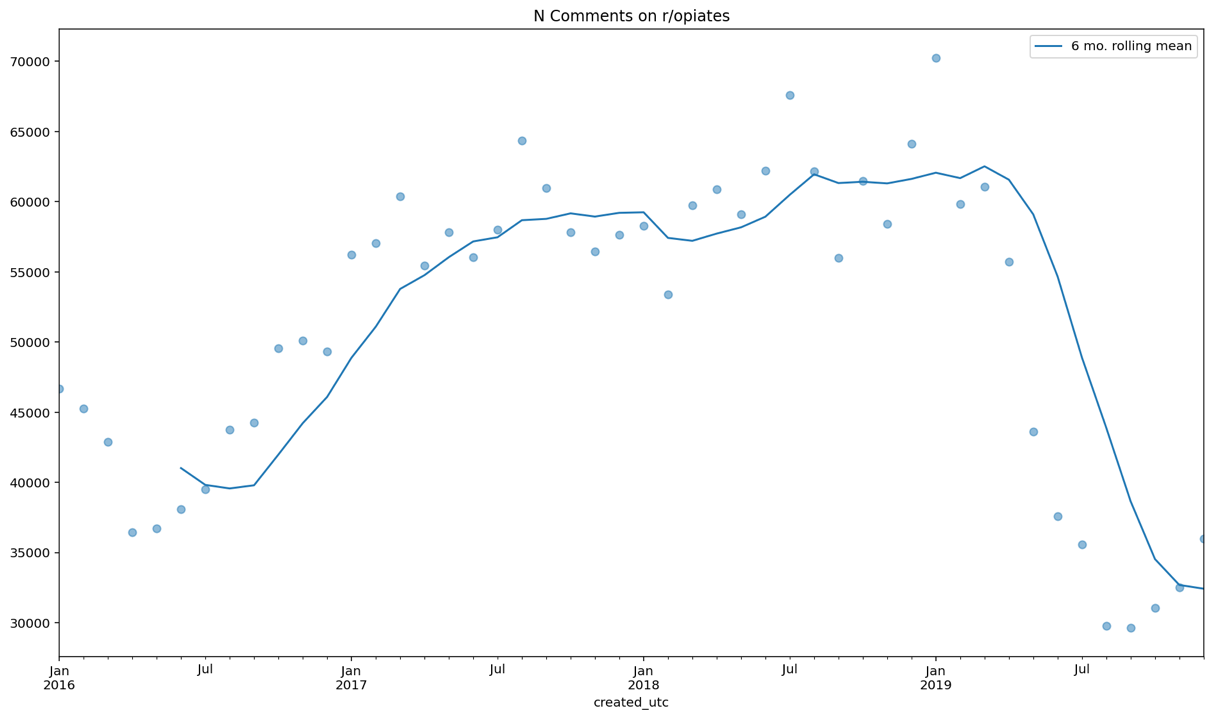 N Comments on r/opiates
6 mo. rolling mean
70000
65000
60000
55000
50000
45000
40000
35000
30000
Jan
2016
Jul
Jan
2017
Jul
Jan
2018
Jul
Jan
2019
Jul
created_utc